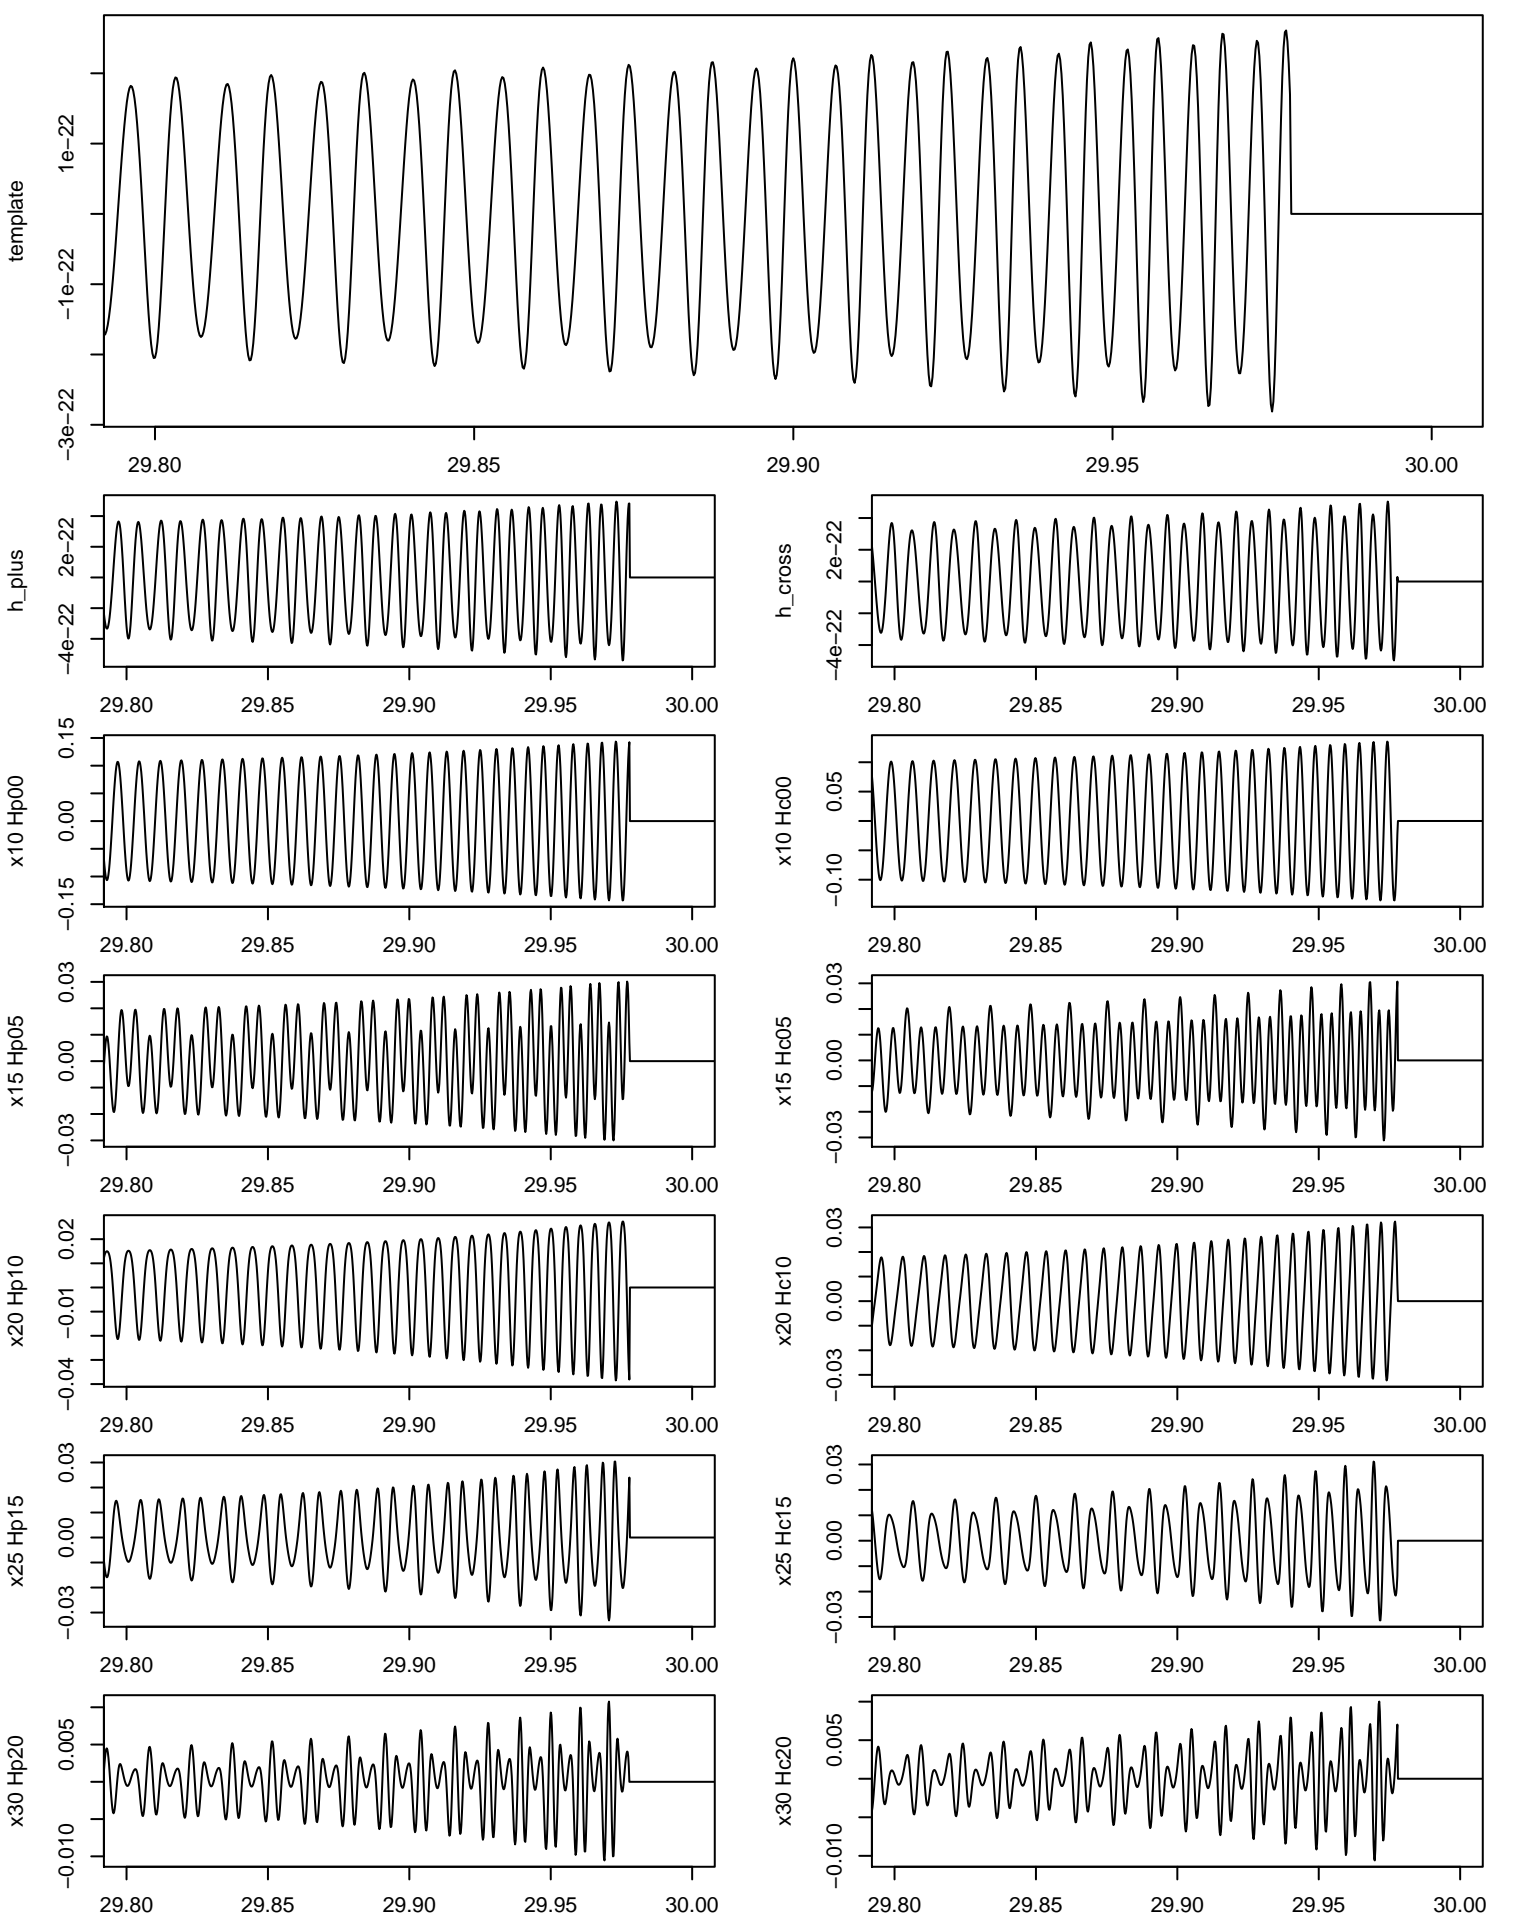 template
1e−22
−1e−22
−3e−22
29.80 29.85 29.90 29.95 30.00
h_plus
2e−22
−4e−22
29.80 29.85 29.90 29.95 30.00
h_cross
2e−22
−4e−22
29.80 29.85 29.90 29.95 30.00
x10 Hp00
0.15
0.00
−0.15
29.80 29.85 29.90 29.95 30.00
x10 Hc00
0.05
−0.10
29.80 29.85 29.90 29.95 30.00
x15 Hp05
0.03
0.00
−0.03
29.80 29.85 29.90 29.95 30.00
x15 Hc05
0.03
0.00
−0.03
29.80 29.85 29.90 29.95 30.00
x20 Hp10
0.02
−0.01
−0.04
29.80 29.85 29.90 29.95 30.00
x20 Hc10
0.03
0.00
−0.03
29.80 29.85 29.90 29.95 30.00
x25 Hp15
0.03
0.00
−0.03
29.80 29.85 29.90 29.95 30.00
x25 Hc15
0.03
0.00
−0.03
29.80 29.85 29.90 29.95 30.00
x30 Hp20
0.005
−0.010
29.80 29.85 29.90 29.95 30.00
x30 Hc20
0.005
−0.010
29.80 29.85 29.90 29.95 30.00